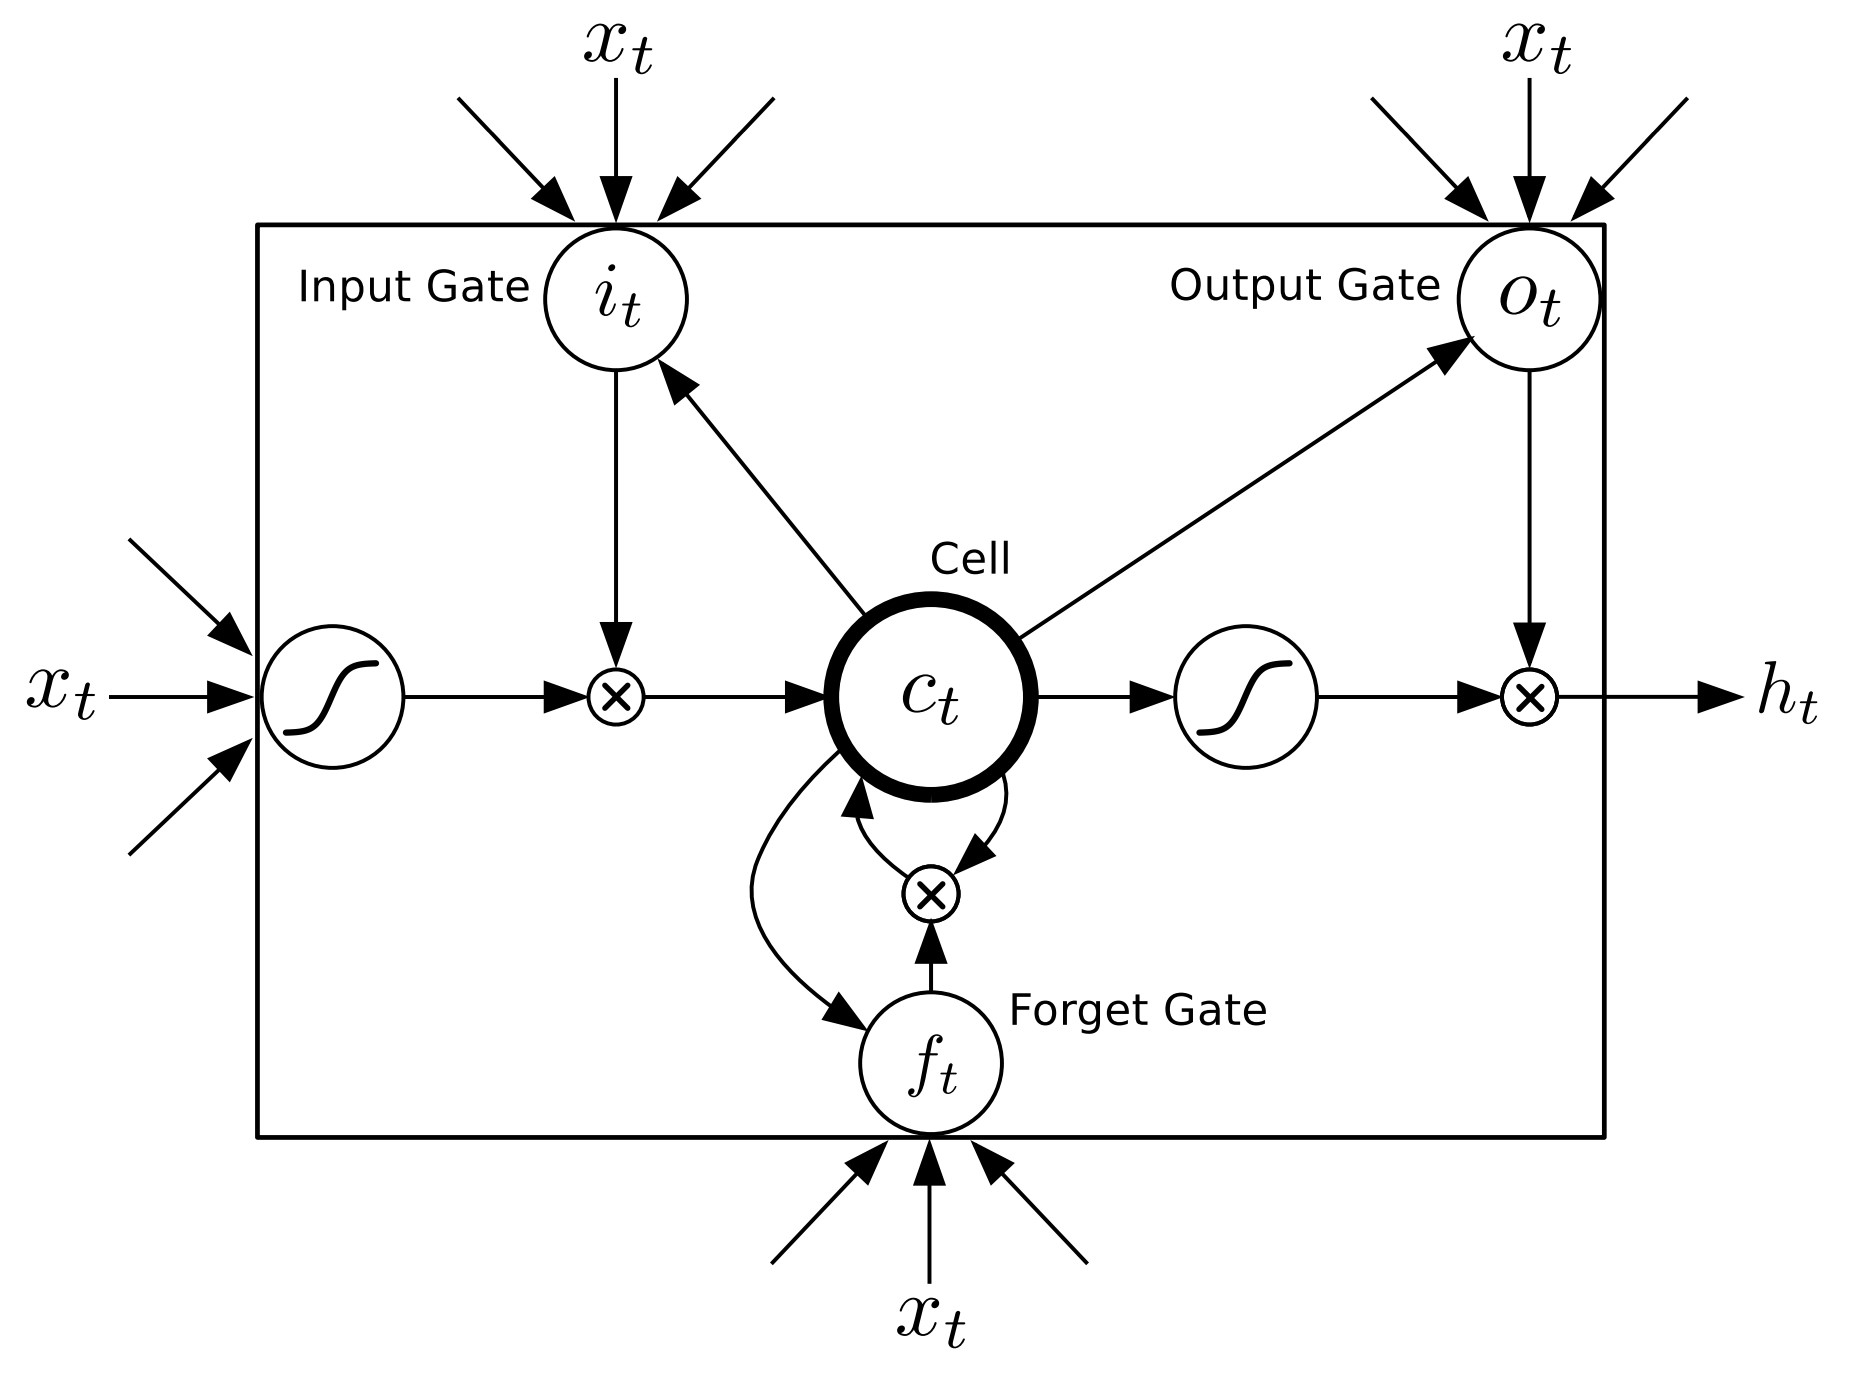 x_t x_t
Input Gate i_t Output Gate o_t
Cell
x_t ⊗ c_t ⊗ h_t
⊗
Forget Gate
f_t
x_t